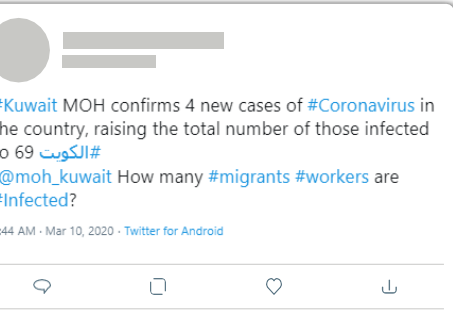 #Kuwait MOH confirms 4 new cases of #Coronavirus in
the country, raising the total number of those infected
to 69 #الكويت
@moh_kuwait How many #migrants #workers are
#Infected?
:44 AM · Mar 10, 2020 · Twitter for Android